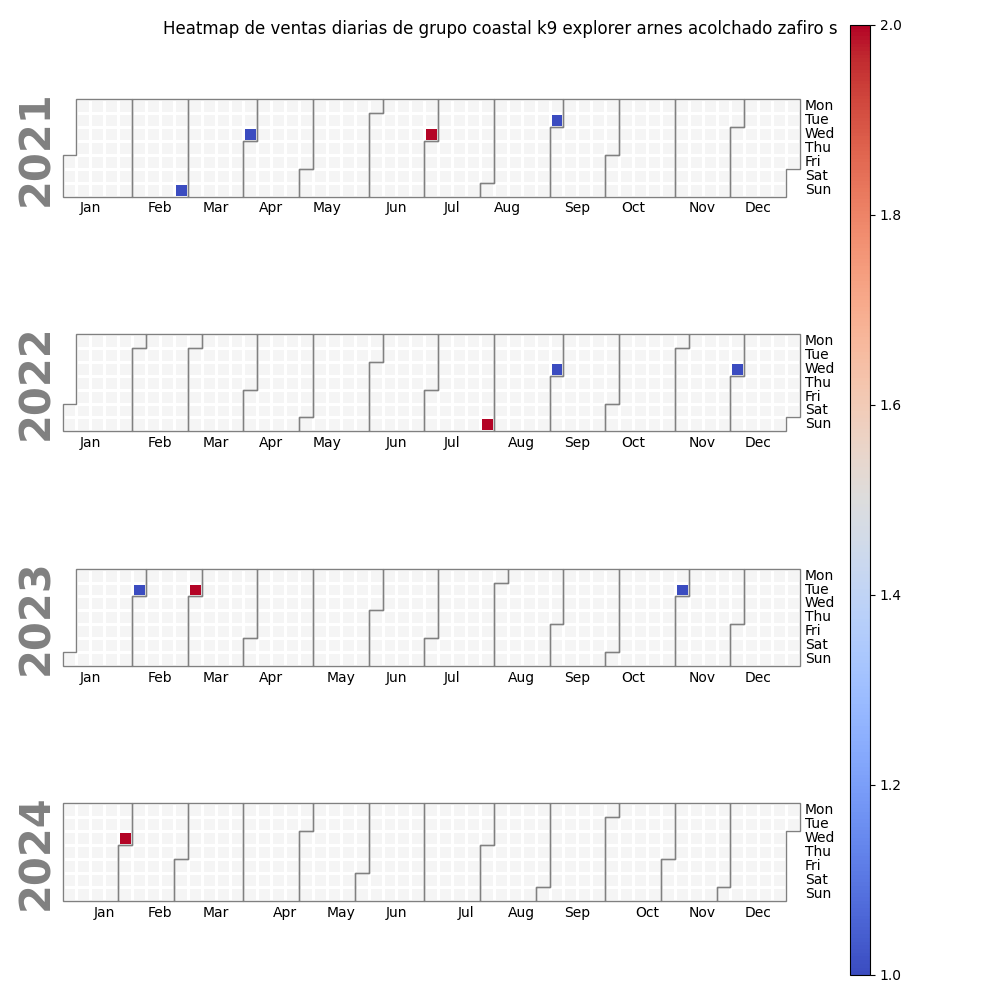 Heatmap de ventas diarias de grupo coastal k9 explorer arnes acolchado zafiro s
2021
Mon
Tue
Wed
Thu
Fri
Sat
Sun
Jan Feb Mar Apr May Jun Jul Aug Sep Oct Nov Dec
2022
Mon
Tue
Wed
Thu
Fri
Sat
Sun
Jan Feb Mar Apr May Jun Jul Aug Sep Oct Nov Dec
2023
Mon
Tue
Wed
Thu
Fri
Sat
Sun
Jan Feb Mar Apr May Jun Jul Aug Sep Oct Nov Dec
2024
Mon
Tue
Wed
Thu
Fri
Sat
Sun
Jan Feb Mar Apr May Jun Jul Aug Sep Oct Nov Dec
2.0
1.8
1.6
1.4
1.2
1.0